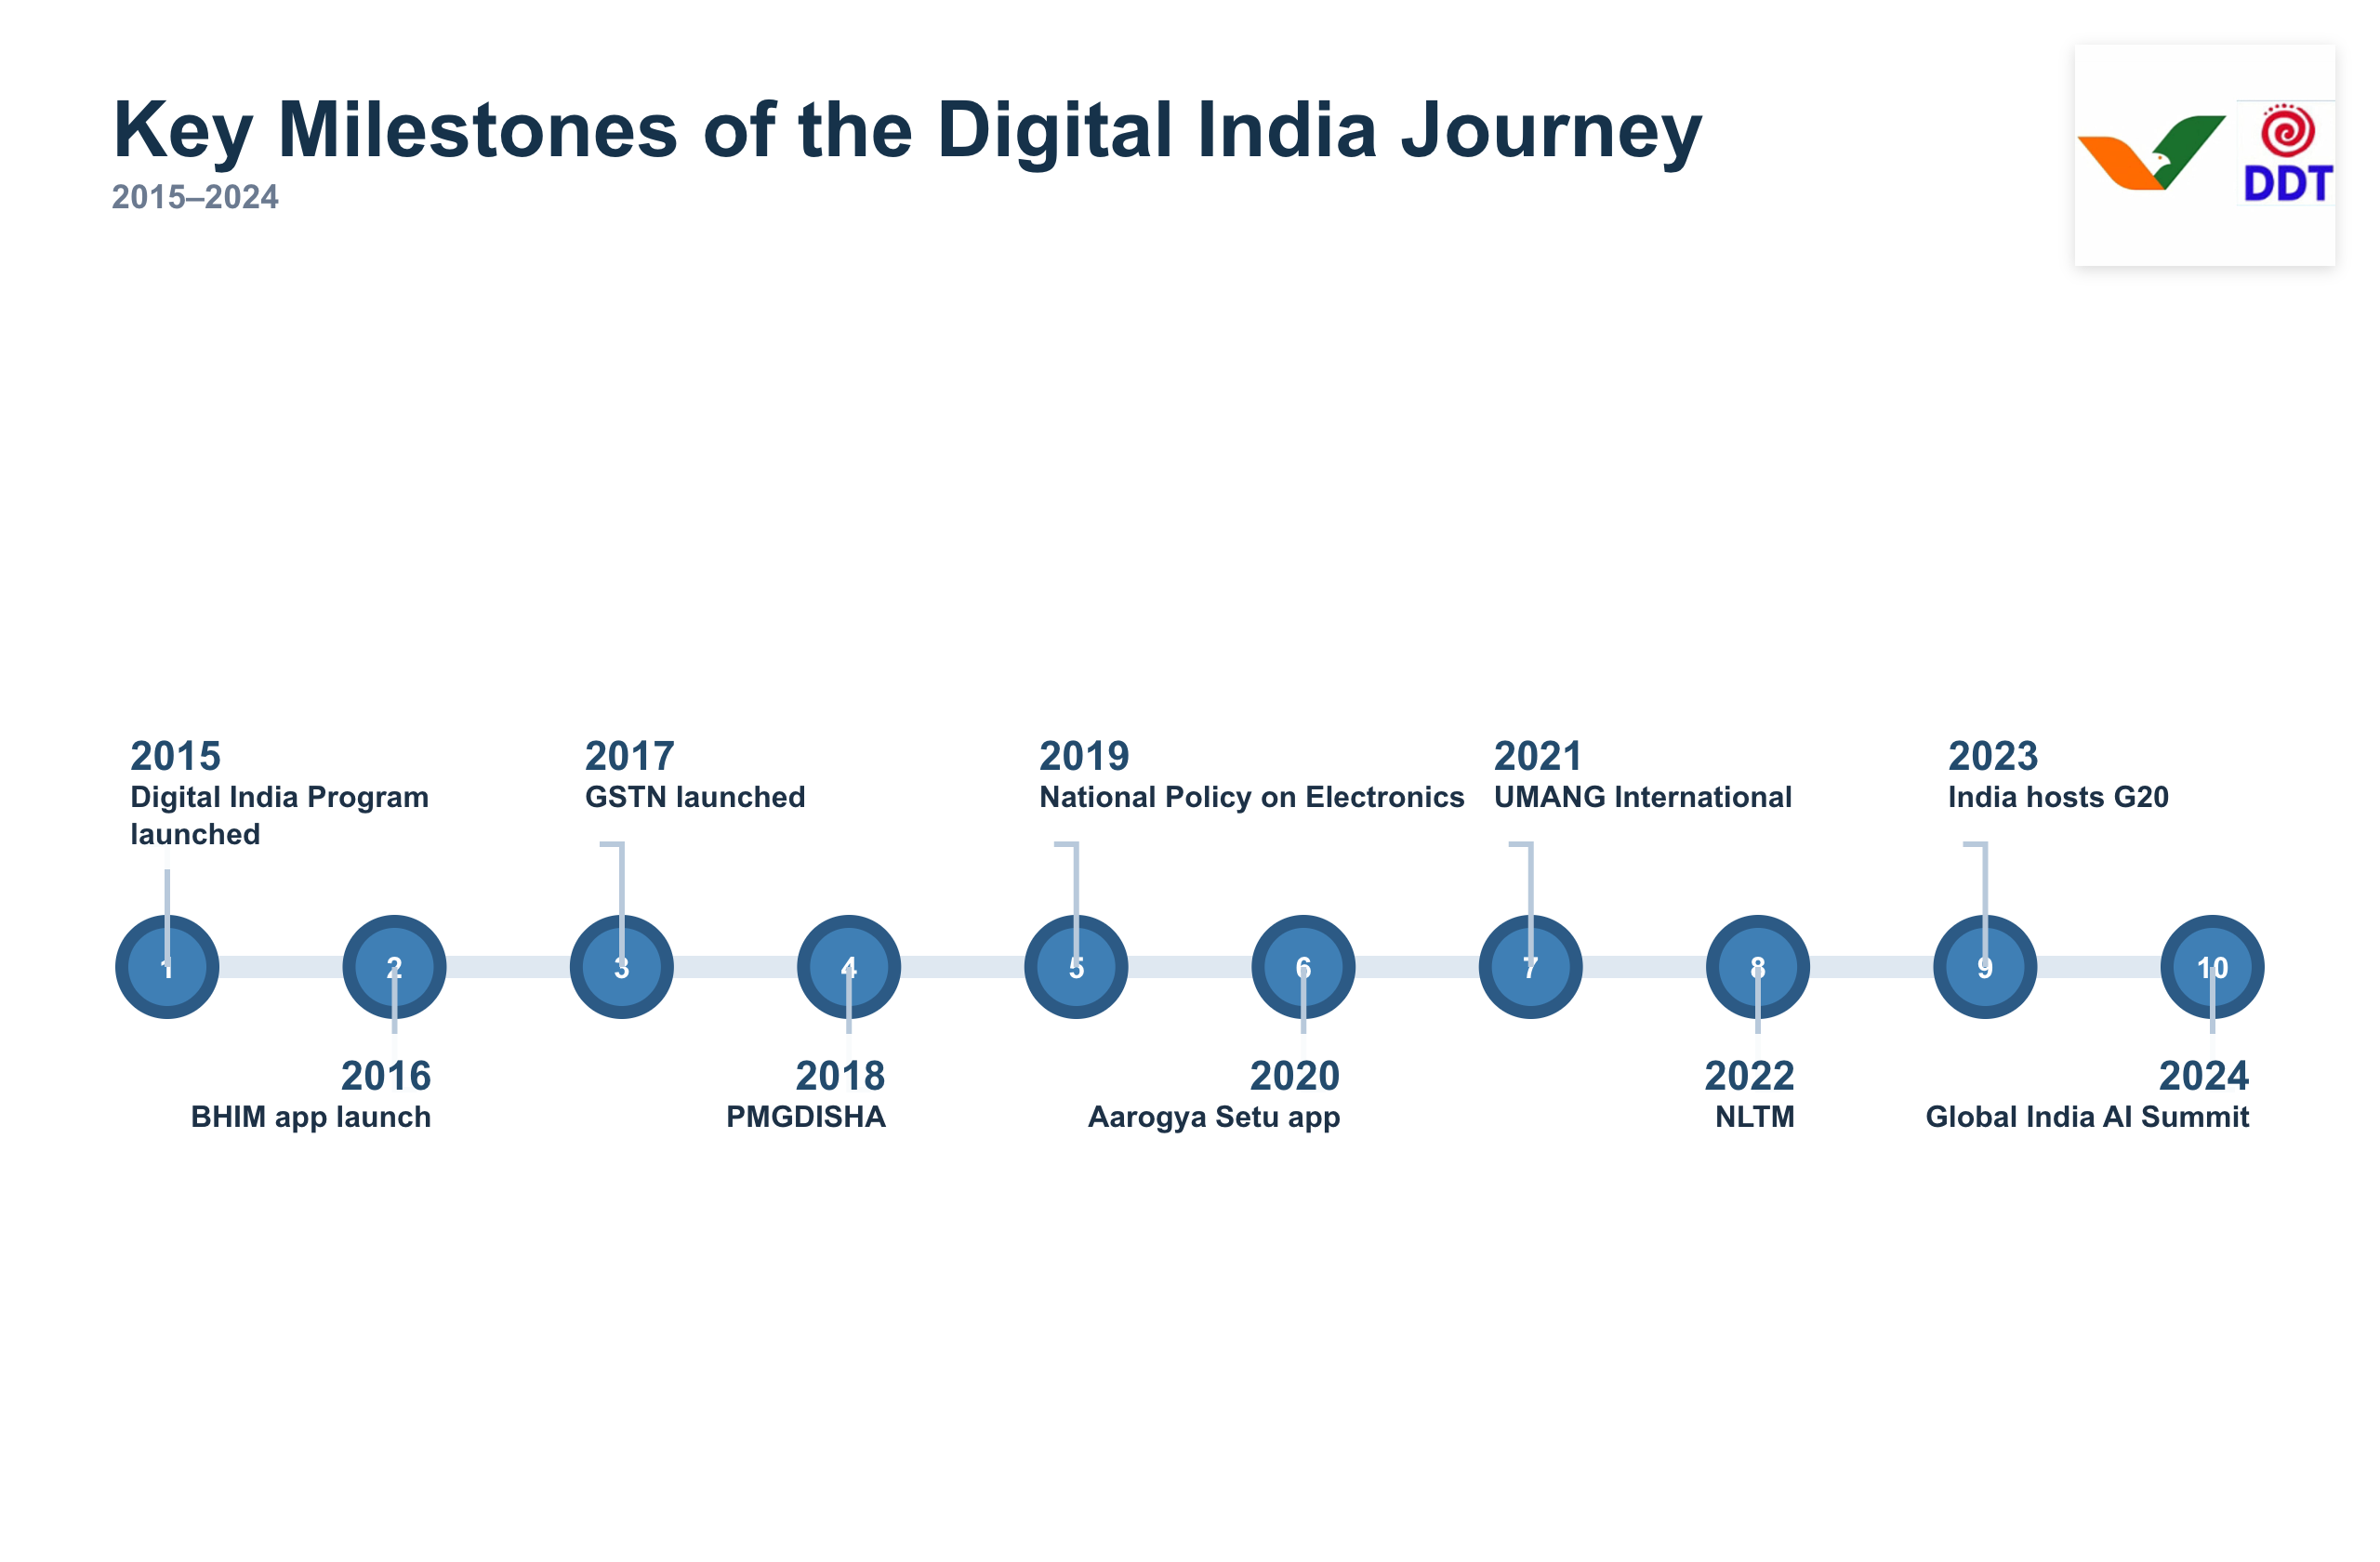 Key Milestones of the Digital India Journey
2015–2024
DDT
2015
Digital India Program
launched
2017
GSTN launched
2019
National Policy on Electronics
2021
UMANG International
2023
India hosts G20
1
2
3
4
5
6
7
8
9
10
2016
BHIM app launch
2018
PMGDISHA
2020
Aarogya Setu app
2022
NLTM
2024
Global India AI Summit